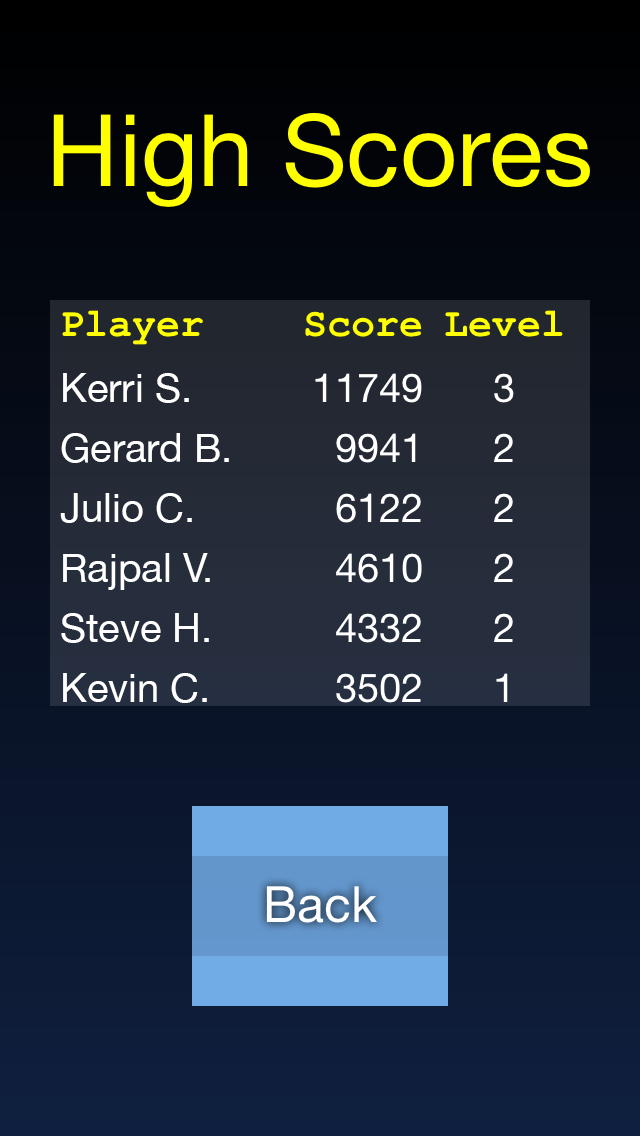 High Scores
Player Score Level
Kerri S. 11749 3
Gerard B. 9941 2
Julio C. 6122 2
Rajpal V. 4610 2
Steve H. 4332 2
Kevin C. 3502 1
Back